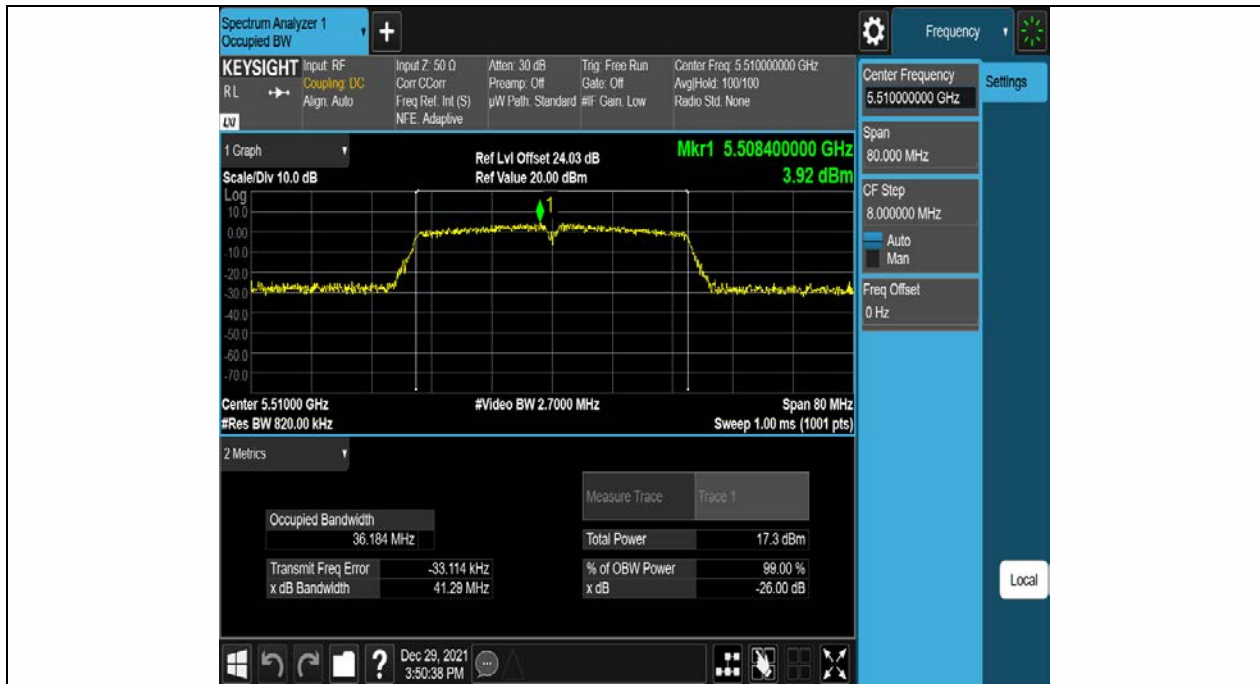 Spectrum Analyzer 1
Occupied BW
+
Frequency
KEYSIGHT
RL
LXI
Input: RF
Coupling: DC
Align: Auto
Input Z: 50 Ω
Corr CCorr
Freq Ref: Int (S)
NFE: Adaptive
Atten: 30 dB
Preamp: Off
µW Path: Standard
Trig: Free Run
Gate: Off
#IF Gain: Low
Center Freq: 5.510000000 GHz
Avg|Hold: 100/100
Radio Std: None
Center Frequency
5.510000000 GHz
Settings
Span
80.000 MHz
CF Step
8.000000 MHz
Auto
Man
Freq Offset
0 Hz
Local
1 Graph
Scale/Div 10.0 dB
Ref Lvl Offset 24.03 dB
Ref Value 20.00 dBm
Mkr1 5.508400000 GHz
3.92 dBm
Log
1
10.0
0.00
-10.0
-20.0
-30.0
-40.0
-50.0
-60.0
-70.0
Center 5.51000 GHz
#Video BW 2.7000 MHz
Span 80 MHz
#Res BW 820.00 kHz
Sweep 1.00 ms (1001 pts)
2 Metrics
Measure Trace Trace 1
Occupied Bandwidth
36.184 MHz
Total Power 17.3 dBm
Transmit Freq Error -33.114 kHz
% of OBW Power 99.00 %
x dB Bandwidth 41.29 MHz
x dB -26.00 dB
?
Dec 29, 2021
3:50:38 PM